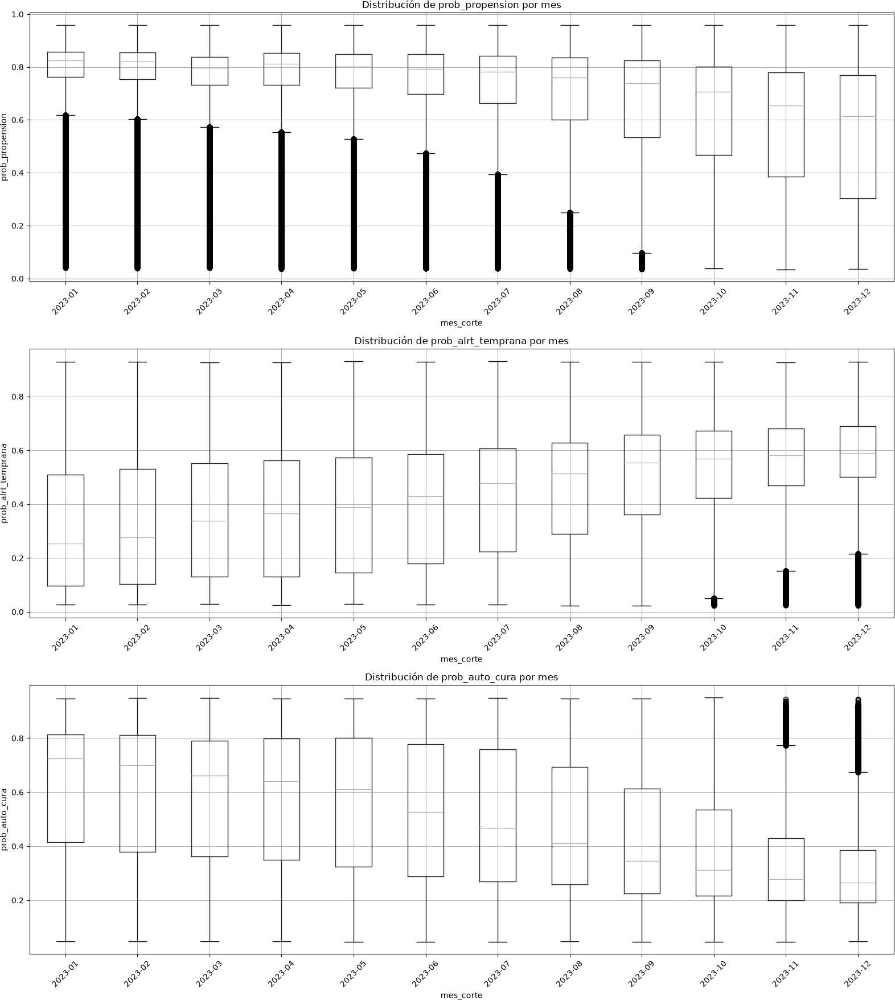 Distribución de prob_propension por mes
1.0
0.8
0.6
0.4
0.2
0.0
prob_propension
2023-01 2023-02 2023-03 2023-04 2023-05 2023-06 2023-07 2023-08 2023-09 2023-10 2023-11 2023-12
mes_corte
Distribución de prob_alrt_temprana por mes
0.8
0.6
0.4
0.2
0.0
prob_alrt_temprana
2023-01 2023-02 2023-03 2023-04 2023-05 2023-06 2023-07 2023-08 2023-09 2023-10 2023-11 2023-12
mes_corte
Distribución de prob_auto_cura por mes
0.8
0.6
0.4
0.2
prob_auto_cura
2023-01 2023-02 2023-03 2023-04 2023-05 2023-06 2023-07 2023-08 2023-09 2023-10 2023-11 2023-12
mes_corte